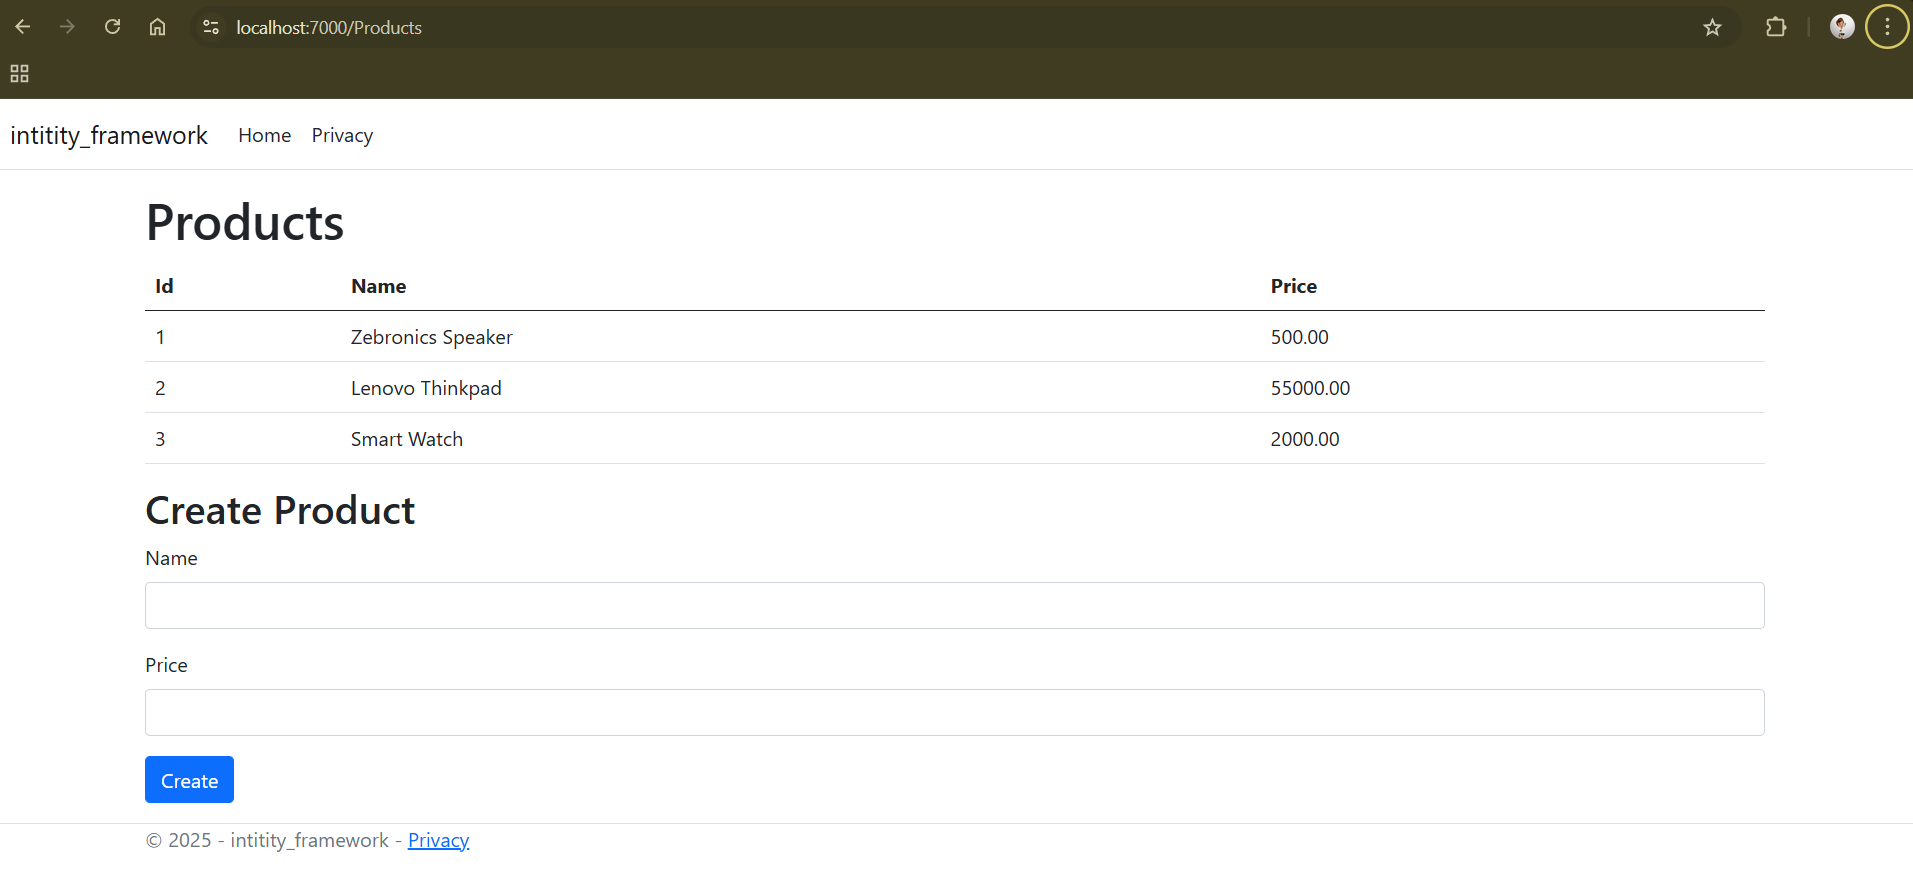 localhost:7000/Products
intitity_framework Home Privacy
Products
Id Name Price
1 Zebronics Speaker 500.00
2 Lenovo Thinkpad 55000.00
3 Smart Watch 2000.00
Create Product
Name
Price
Create
© 2025 - intitity_framework - Privacy